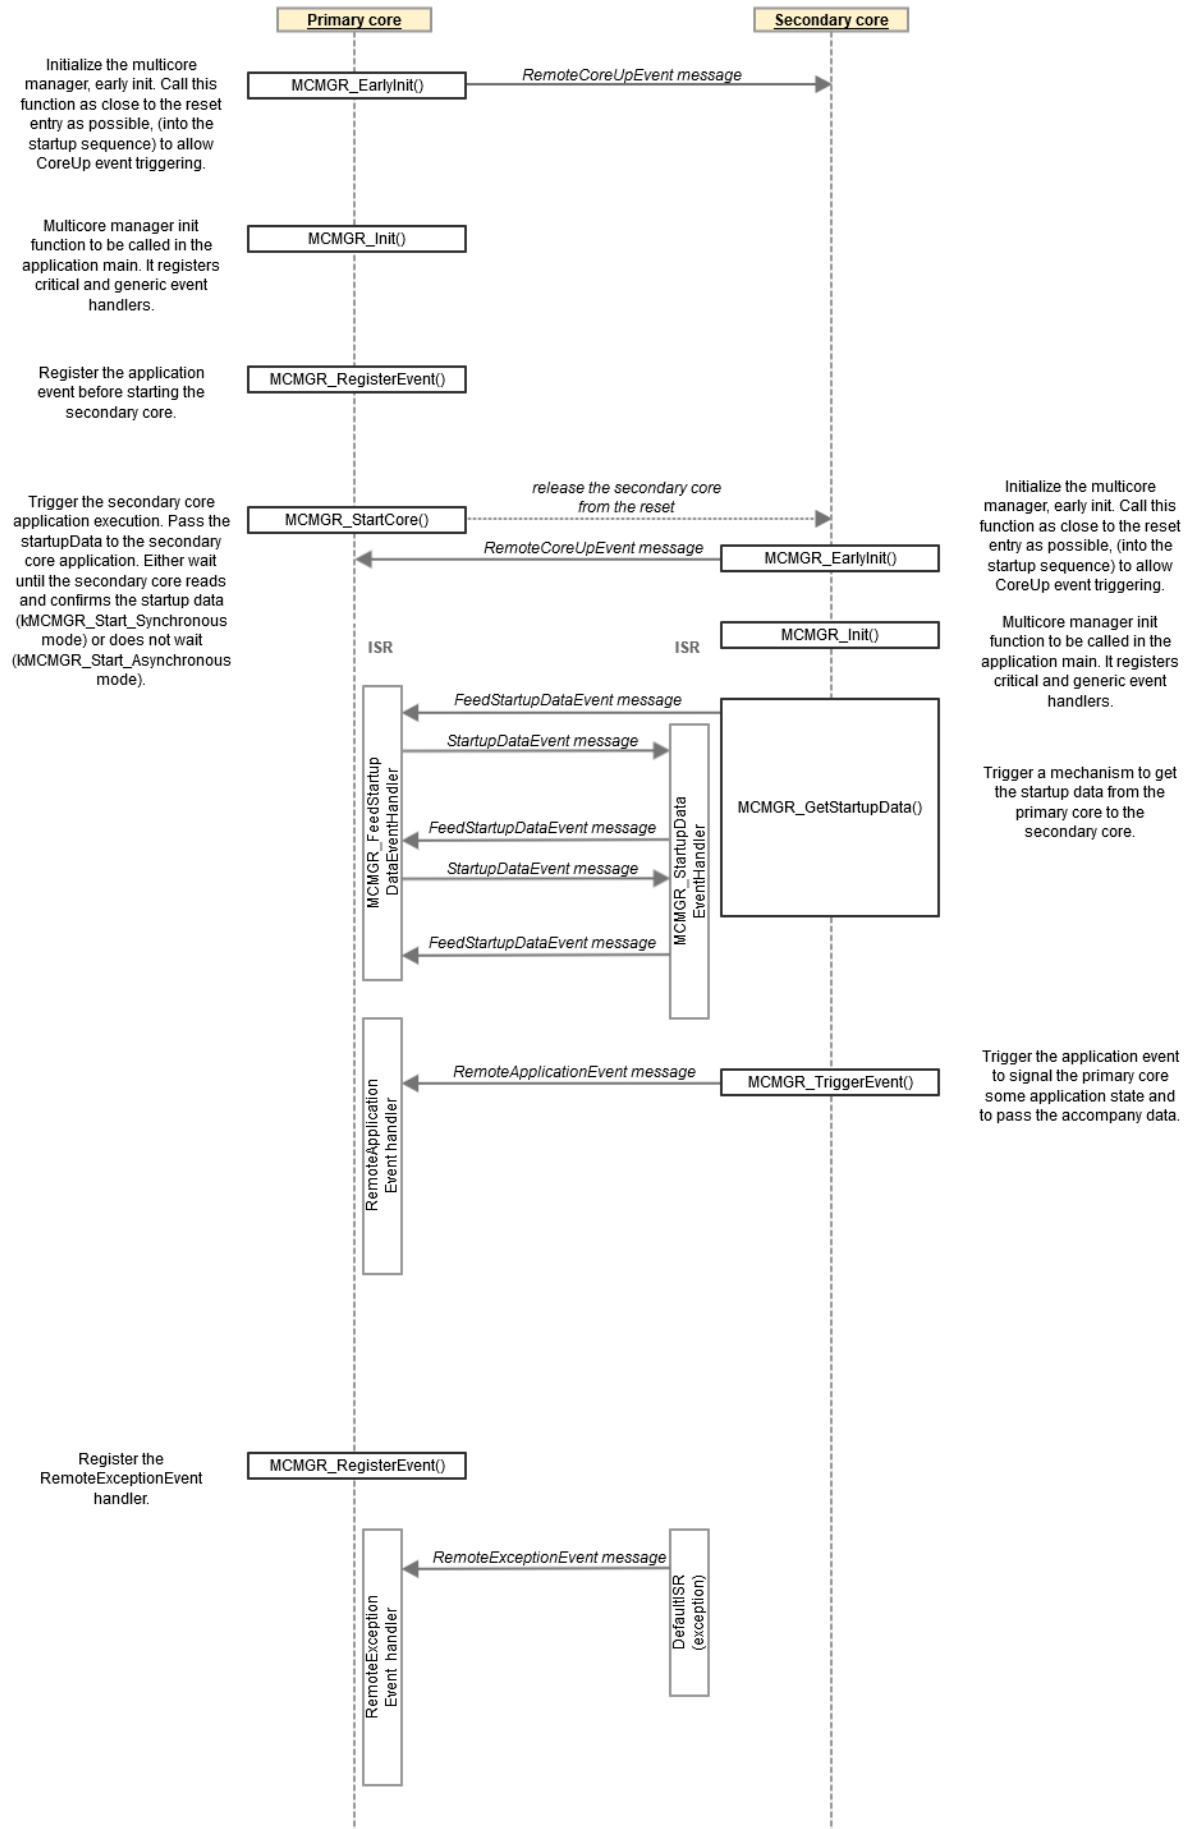 Primary core
Secondary core
Initialize the multicore
manager, early init. Call this
function as close to the reset
entry as possible, (into the
startup sequence) to allow
CoreUp event triggering.
MCMGR_EarlyInit()
RemoteCoreUpEvent message
Multicore manager init
function to be called in the
application main. It registers
critical and generic event
handlers.
MCMGR_Init()
Register the application
event before starting the
secondary core.
MCMGR_RegisterEvent()
Trigger the secondary core
application execution. Pass the
startupData to the secondary
core application. Either wait
until the secondary core reads
and confirms the startup data
(kMCMGR_Start_Synchronous
mode) or does not wait
(kMCMGR_Start_Asynchronous
mode).
MCMGR_StartCore()
release the secondary core
from the reset
RemoteCoreUpEvent message
MCMGR_EarlyInit()
Initialize the multicore
manager, early init. Call this
function as close to the reset
entry as possible, (into the
startup sequence) to allow
CoreUp event triggering.
MCMGR_Init()
Multicore manager init
function to be called in the
application main. It registers
critical and generic event
handlers.
ISR
ISR
FeedStartupDataEvent message
StartupDataEvent message
FeedStartupDataEvent message
StartupDataEvent message
FeedStartupDataEvent message
MCMGR_FeedStartup
DataEventHandler
MCMGR_StartupData
EventHandler
MCMGR_GetStartupData()
Trigger a mechanism to get
the startup data from the
primary core to the
secondary core.
RemoteApplicationEvent message
MCMGR_TriggerEvent()
Trigger the application event
to signal the primary core
some application state and
to pass the accompany data.
RemoteApplication
Event handler
Register the
RemoteExceptionEvent
handler.
MCMGR_RegisterEvent()
RemoteExceptionEvent message
RemoteException
Event handler
DefaultISR
(exception)